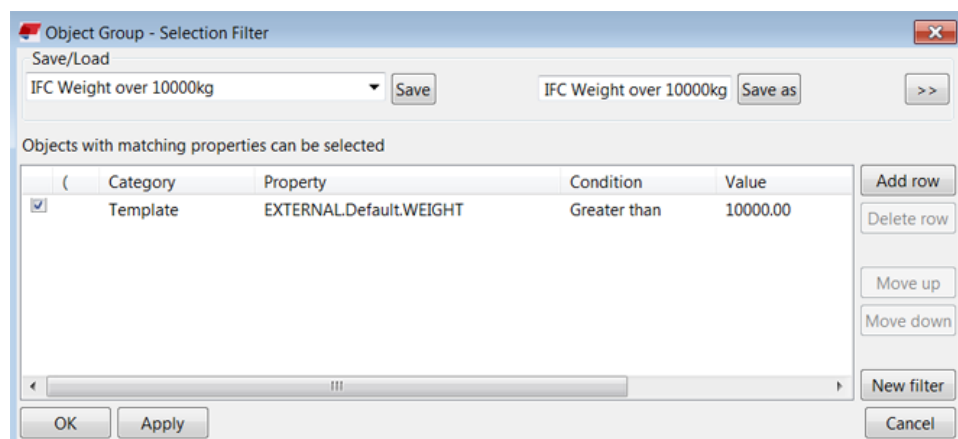 Object Group - Selection Filter
Save/Load
IFC Weight over 10000kg Save IFC Weight over 10000kg Save as >>
Objects with matching properties can be selected
( Category Property Condition Value Add row
Template EXTERNAL.Default.WEIGHT Greater than 10000.00
Delete row
Move up
Move down
New filter
OK Apply Cancel